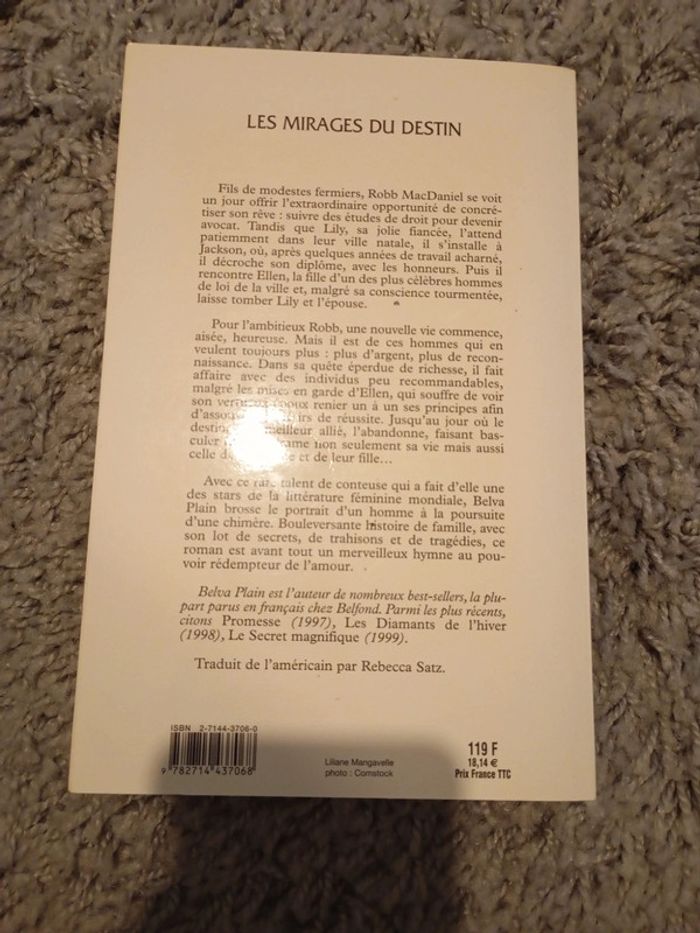 LES MIRAGES DU DESTIN
Fils de modestes fermiers, Robb MacDaniel se voit
un jour offrir l'extraordinaire opportunité de concré-
tiser son rêve : suivre des études de droit pour devenir
avocat. Tandis que Lily, sa jolie fiancée, l'attend
patiemment dans leur ville natale, il s'installe à
Jackson, où, après quelques années de travail acharné,
il décroche son diplôme, avec les honneurs. Puis il
rencontre Ellen, la fille d'un des plus célèbres hommes
de loi de la ville et, malgré sa conscience tourmentée,
laisse tomber Lily et l'épouse.
Pour l'ambitieux Robb, une nouvelle vie commence,
aisée, heureuse. Mais il est de ces hommes qui en
veulent toujours plus : plus d'argent, plus de recon-
naissance. Dans sa quête éperdue de richesse, il fait
affaire avec des individus peu recommandables,
malgré les mises en garde d'Ellen, qui souffre de voir
son vertueux époux renier un à un ses principes afin
d'assouvir de réussite. Jusqu'au jour où le
destin, meilleur allié, l'abandonne, faisant bas-
culer non seulement sa vie mais aussi
celle et de leur fille...
Avec ce rare talent de conteuse qui a fait d'elle une
des stars de la littérature féminine mondiale, Belva
Plain brosse le portrait d'un homme à la poursuite
d'une chimère. Bouleversante histoire de famille, avec
son lot de secrets, de trahisons et de tragédies, ce
roman est avant tout un merveilleux hymne au pou-
voir rédempteur de l'amour.
Belva Plain est l'auteur de nombreux best-sellers, la plu-
part parus en français chez Belfond. Parmi les plus récents,
citons Promesse (1997), Les Diamants de l'hiver
(1998), Le Secret magnifique (1999).
Traduit de l'américain par Rebecca Satz.
ISBN 2-7144-3706-0
9 782714 437068
Liliane Mangavelle
photo : Comstock
119 F
18,14 €
Prix France TTC